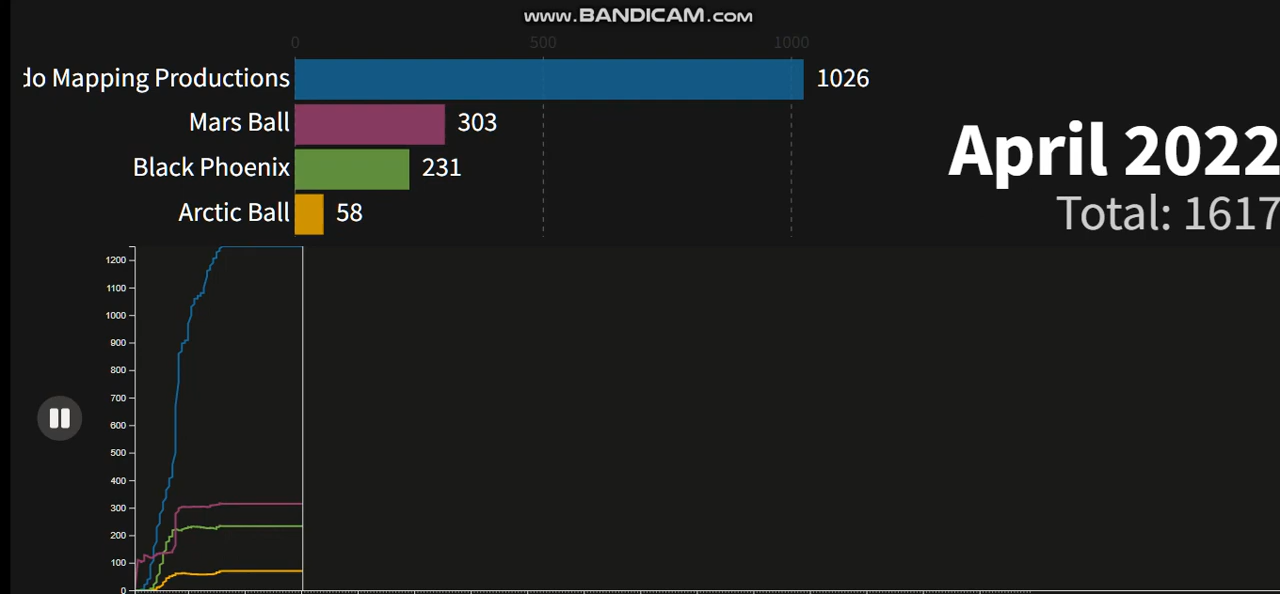 www.BANDICAM.com
0 500 1000
do Mapping Productions 1026
Mars Ball 303
Black Phoenix 231
Arctic Ball 58
April 2022
Total: 1617
1200
1100
1000
900
800
700
600
500
400
300
200
100
0